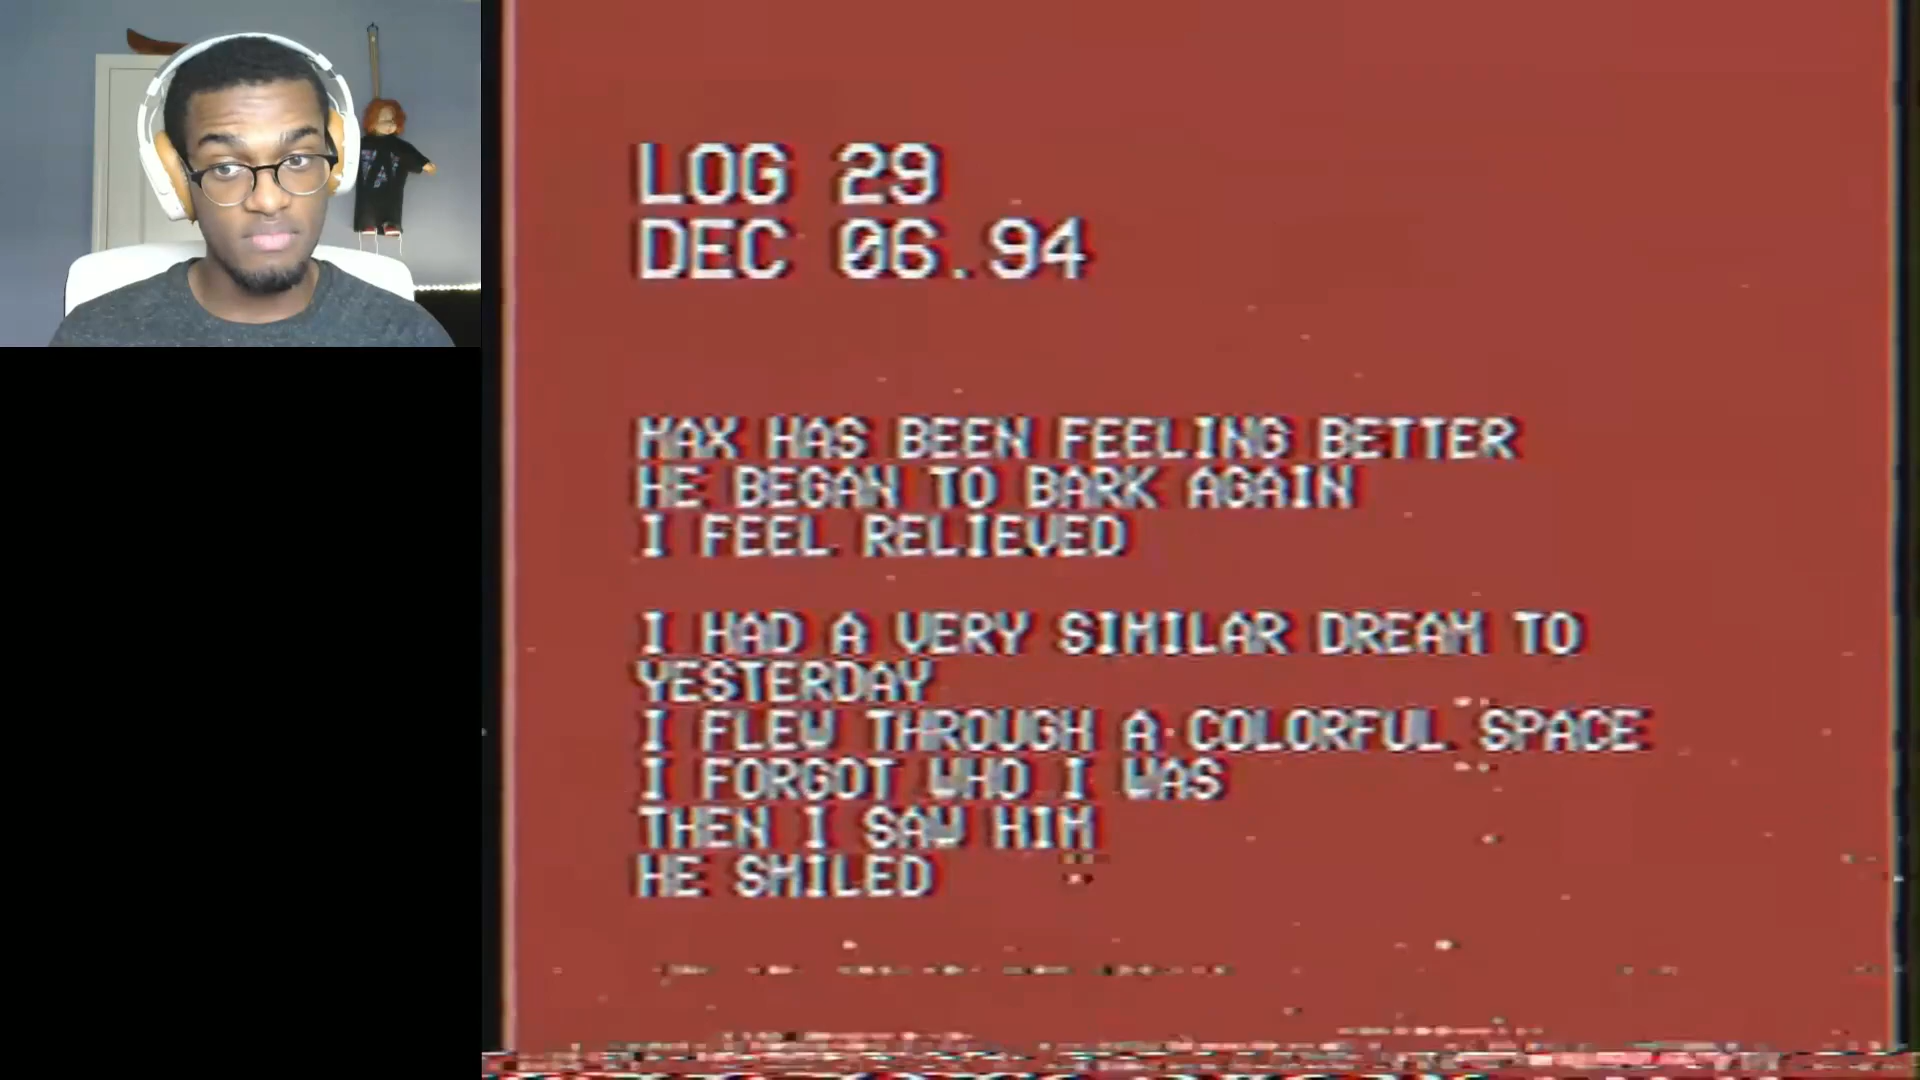 LOG 29
DEC 06.94
MAX HAS BEEN FEELING BETTER
HE BEGAN TO BARK AGAIN
I FEEL RELIEVED
I HAD A VERY SIMILAR DREAM TO
YESTERDAY
I FLEW THROUGH A COLORFUL SPACE
I FORGOT WHO I WAS
THEN I SAW HIM
HE SMILED